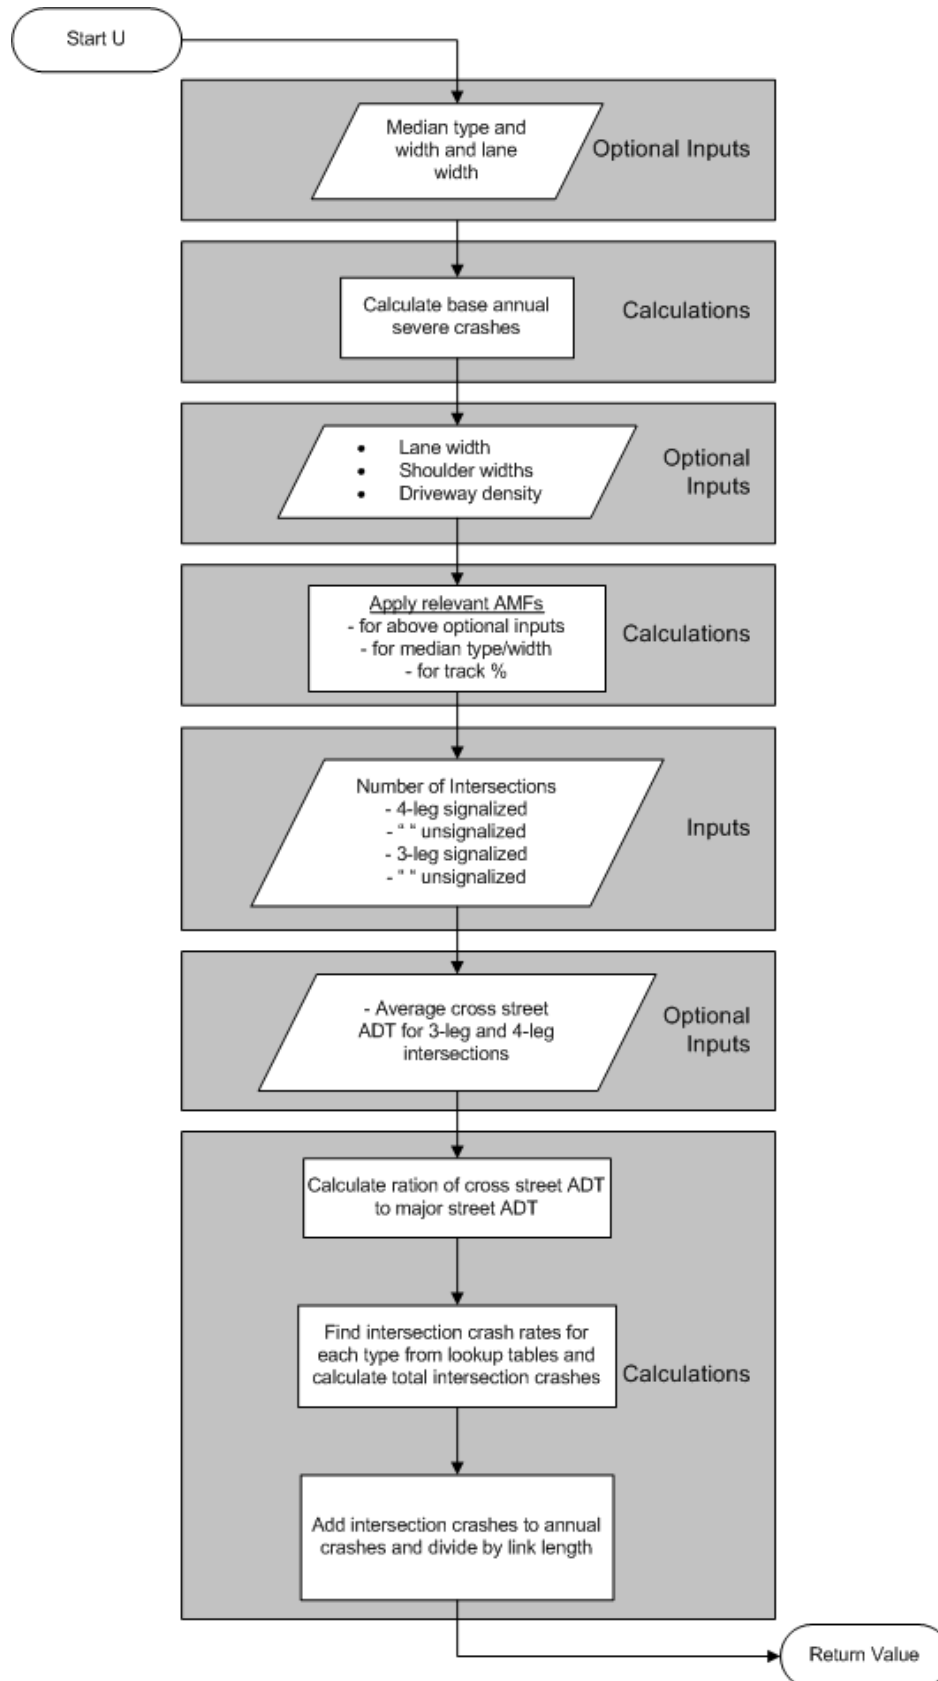 Start U
Median type and
width and lane
width
Optional Inputs
Calculate base annual
severe crashes
Calculations
• Lane width
• Shoulder widths
• Driveway density
Optional
Inputs
Apply relevant AMFs
- for above optional inputs
- for median type/width
- for track %
Calculations
Number of Intersections
- 4-leg signalized
- “ “ unsignalized
- 3-leg signalized
- “ “ unsignalized
Inputs
- Average cross street
ADT for 3-leg and 4-leg
intersections
Optional
Inputs
Calculate ration of cross street ADT
to major street ADT
Find intersection crash rates for
each type from lookup tables and
calculate total intersection crashes
Calculations
Add intersection crashes to annual
crashes and divide by link length
Return Value